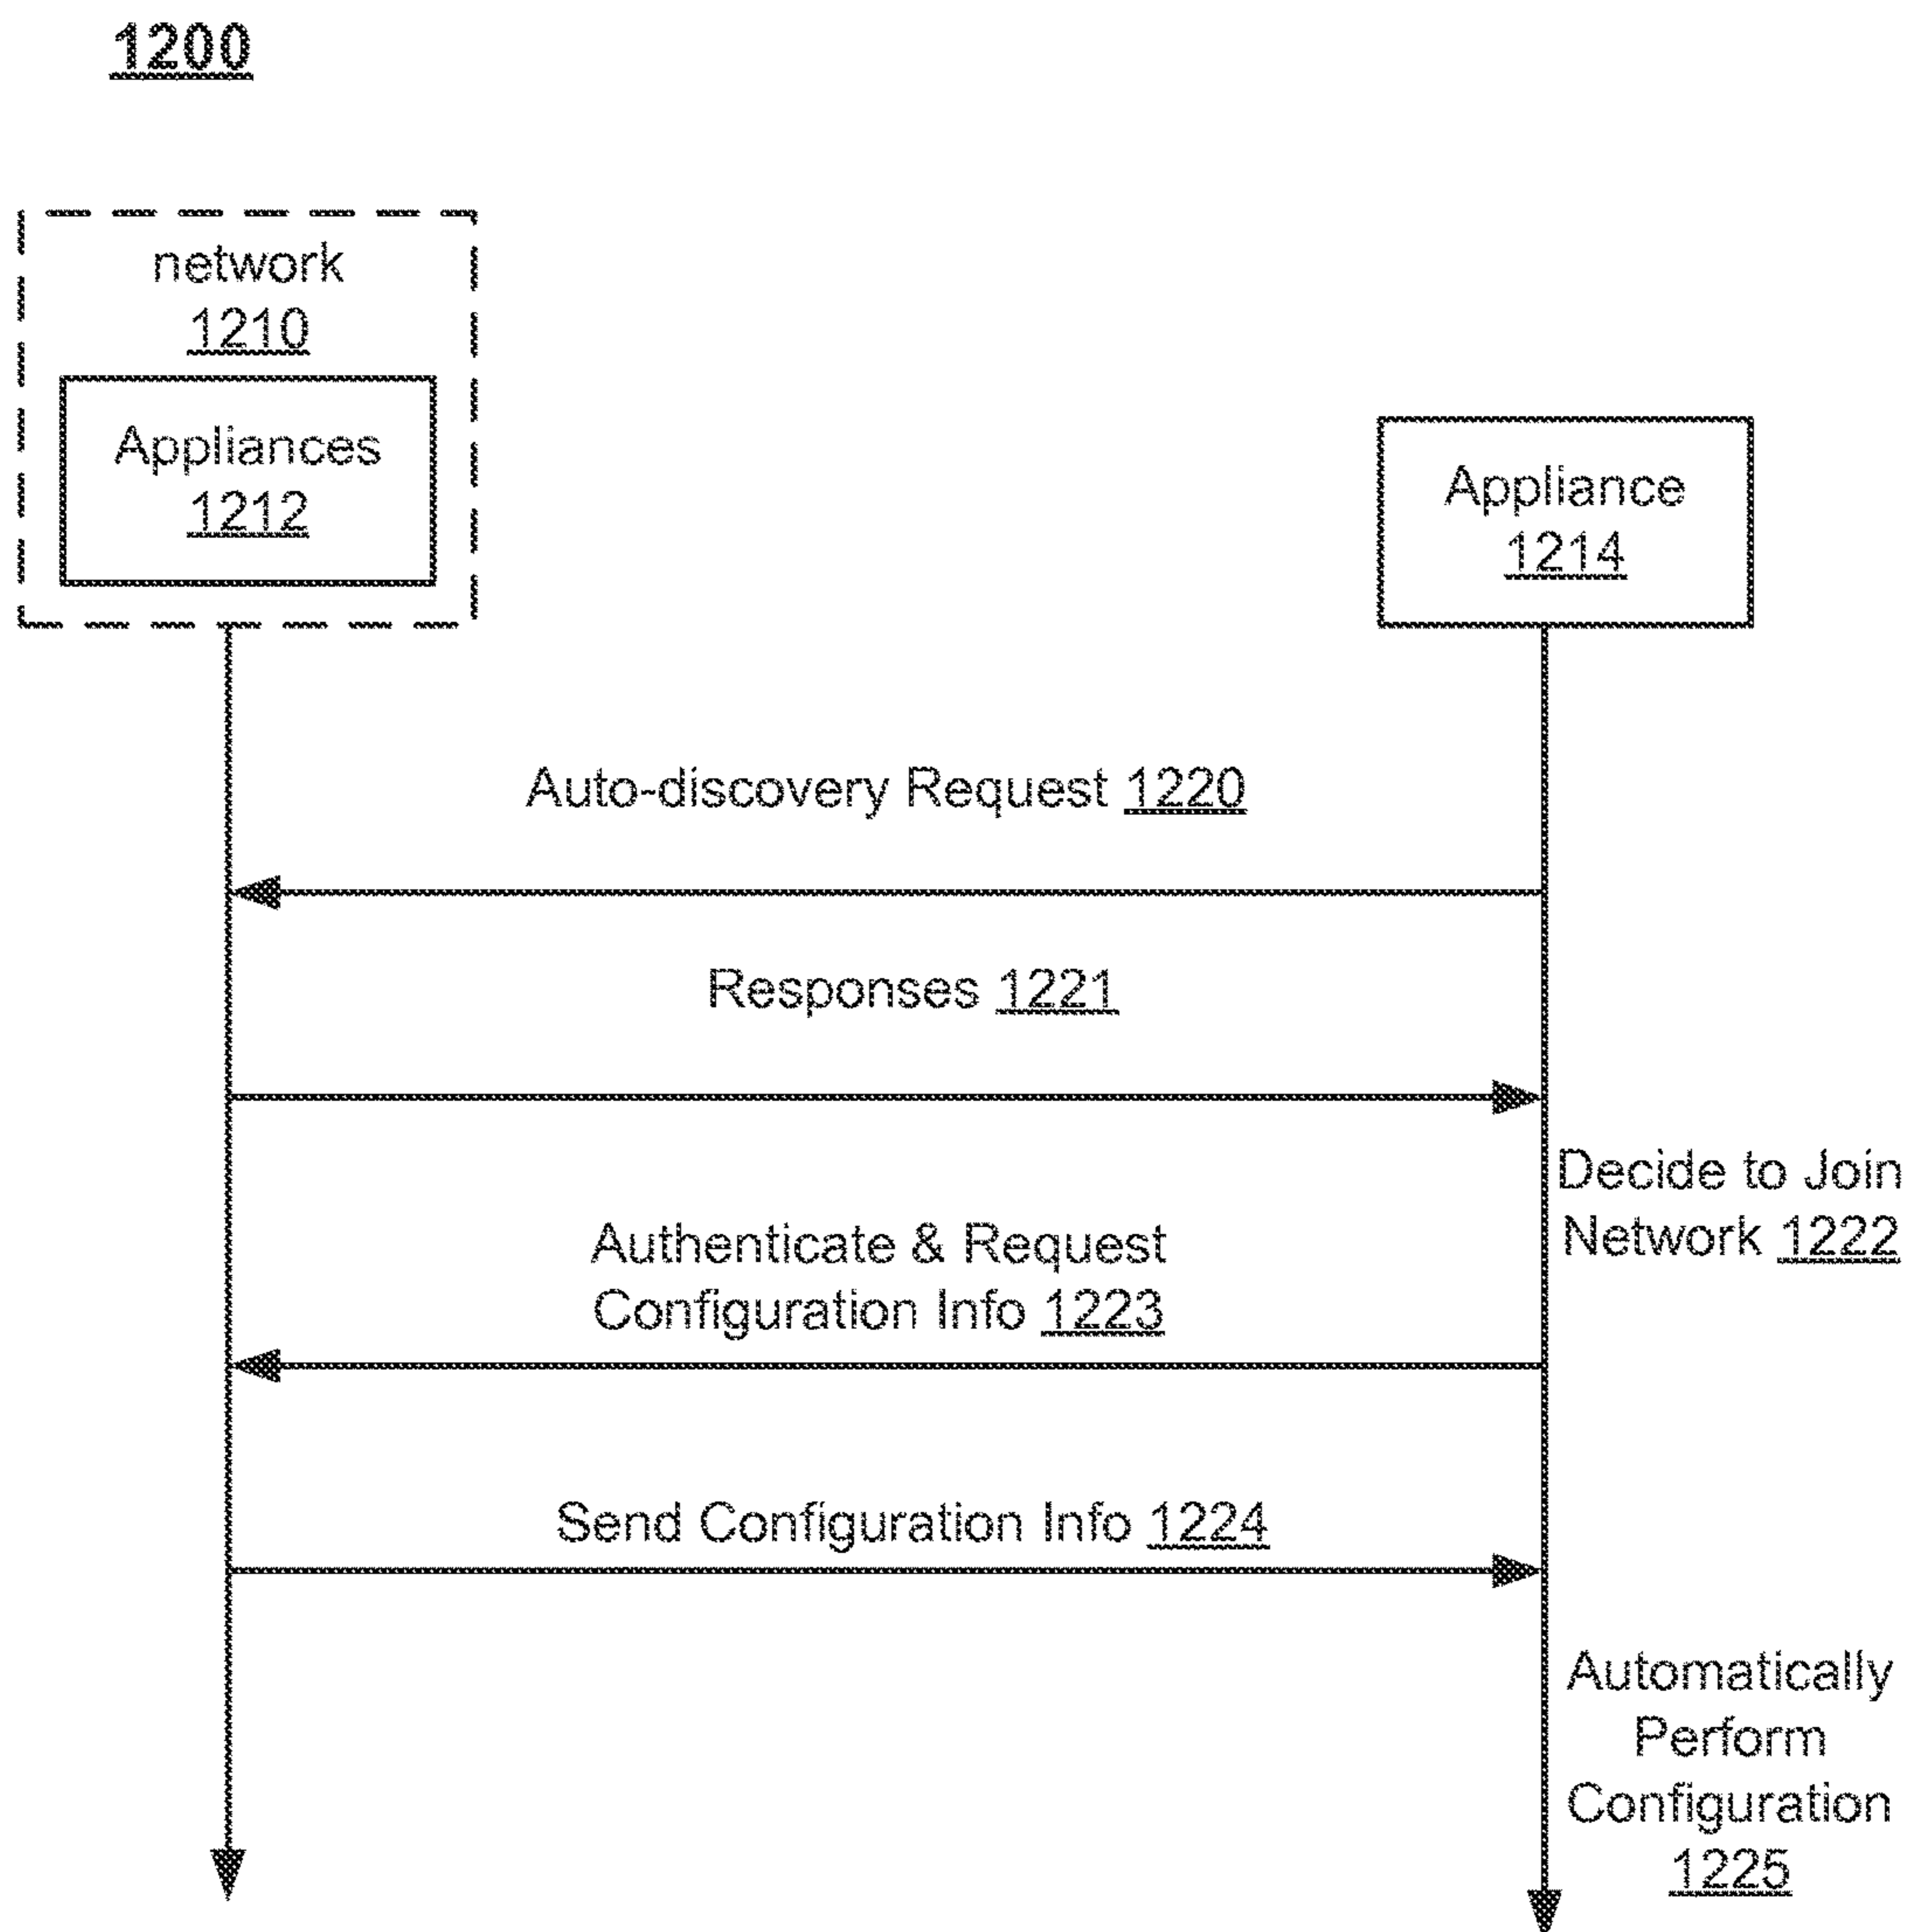 1200
network
1210
Appliances
1212
Appliance
1214
Auto-discovery Request 1220
Responses 1221
Decide to Join
Network 1222
Authenticate & Request
Configuration Info 1223
Send Configuration Info 1224
Automatically
Perform
Configuration
1225